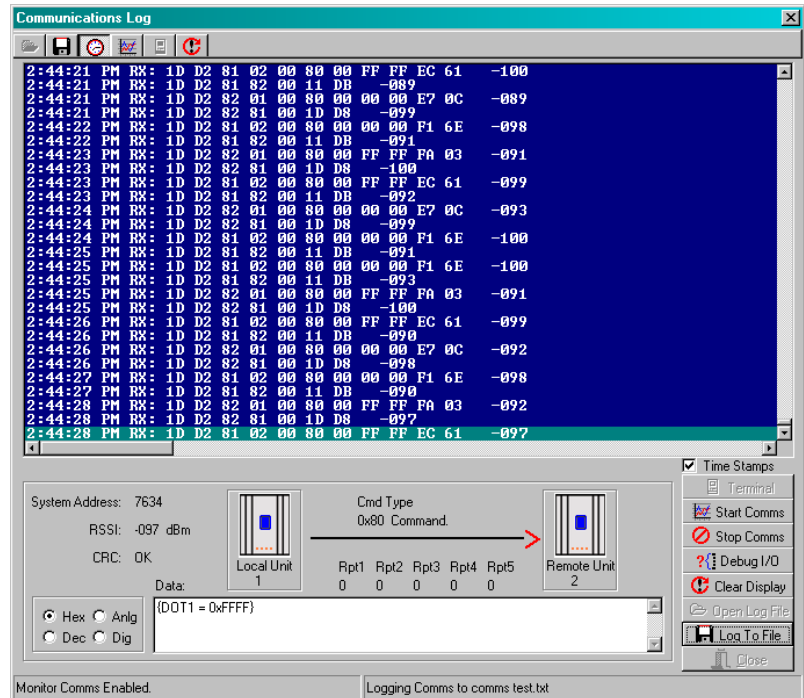 Communications Log
2:44:21 PM RX: 1D D2 81 02 00 80 00 FF FF EC 61 -100
2:44:21 PM RX: 1D D2 81 82 00 11 DB -089
2:44:21 PM RX: 1D D2 82 01 00 80 00 00 00 E7 0C -089
2:44:21 PM RX: 1D D2 82 81 00 1D D8 -099
2:44:22 PM RX: 1D D2 81 02 00 80 00 00 00 F1 6E -098
2:44:22 PM RX: 1D D2 81 82 00 11 DB -091
2:44:23 PM RX: 1D D2 82 01 00 80 00 FF FF FA 03 -091
2:44:23 PM RX: 1D D2 82 81 00 1D D8 -100
2:44:23 PM RX: 1D D2 81 02 00 80 00 FF FF EC 61 -099
2:44:23 PM RX: 1D D2 81 82 00 11 DB -092
2:44:24 PM RX: 1D D2 82 01 00 80 00 00 00 E7 0C -093
2:44:24 PM RX: 1D D2 82 81 00 1D D8 -099
2:44:24 PM RX: 1D D2 81 02 00 80 00 00 00 F1 6E -100
2:44:25 PM RX: 1D D2 81 82 00 11 DB -091
2:44:25 PM RX: 1D D2 81 02 00 80 00 00 00 F1 6E -100
2:44:25 PM RX: 1D D2 81 82 00 11 DB -093
2:44:25 PM RX: 1D D2 82 01 00 80 00 FF FF FA 03 -091
2:44:25 PM RX: 1D D2 82 81 00 1D D8 -100
2:44:26 PM RX: 1D D2 81 02 00 80 00 FF FF EC 61 -099
2:44:26 PM RX: 1D D2 81 82 00 11 DB -090
2:44:26 PM RX: 1D D2 82 01 00 80 00 00 00 E7 0C -092
2:44:26 PM RX: 1D D2 82 81 00 1D D8 -098
2:44:27 PM RX: 1D D2 81 02 00 80 00 00 00 F1 6E -098
2:44:27 PM RX: 1D D2 81 82 00 11 DB -090
2:44:28 PM RX: 1D D2 82 01 00 80 00 FF FF FA 03 -092
2:44:28 PM RX: 1D D2 82 81 00 1D D8 -097
2:44:28 PM RX: 1D D2 81 02 00 80 00 FF FF EC 61 -097
Time Stamps
Terminal
Start Comms
Stop Comms
?{ Debug I/O
Clear Display
Open Log File
Log To File
Close
System Address: 7634
RSSI: -097 dBm
CRC: OK
Local Unit
1
Cmd Type
0x80 Command.
Rpt1 Rpt2 Rpt3 Rpt4 Rpt5
0 0 0 0 0
Remote Unit
2
Data:
{DOT1 = 0xFFFF}
Hex Anlg
Dec Dig
Monitor Comms Enabled.
Logging Comms to comms test.txt